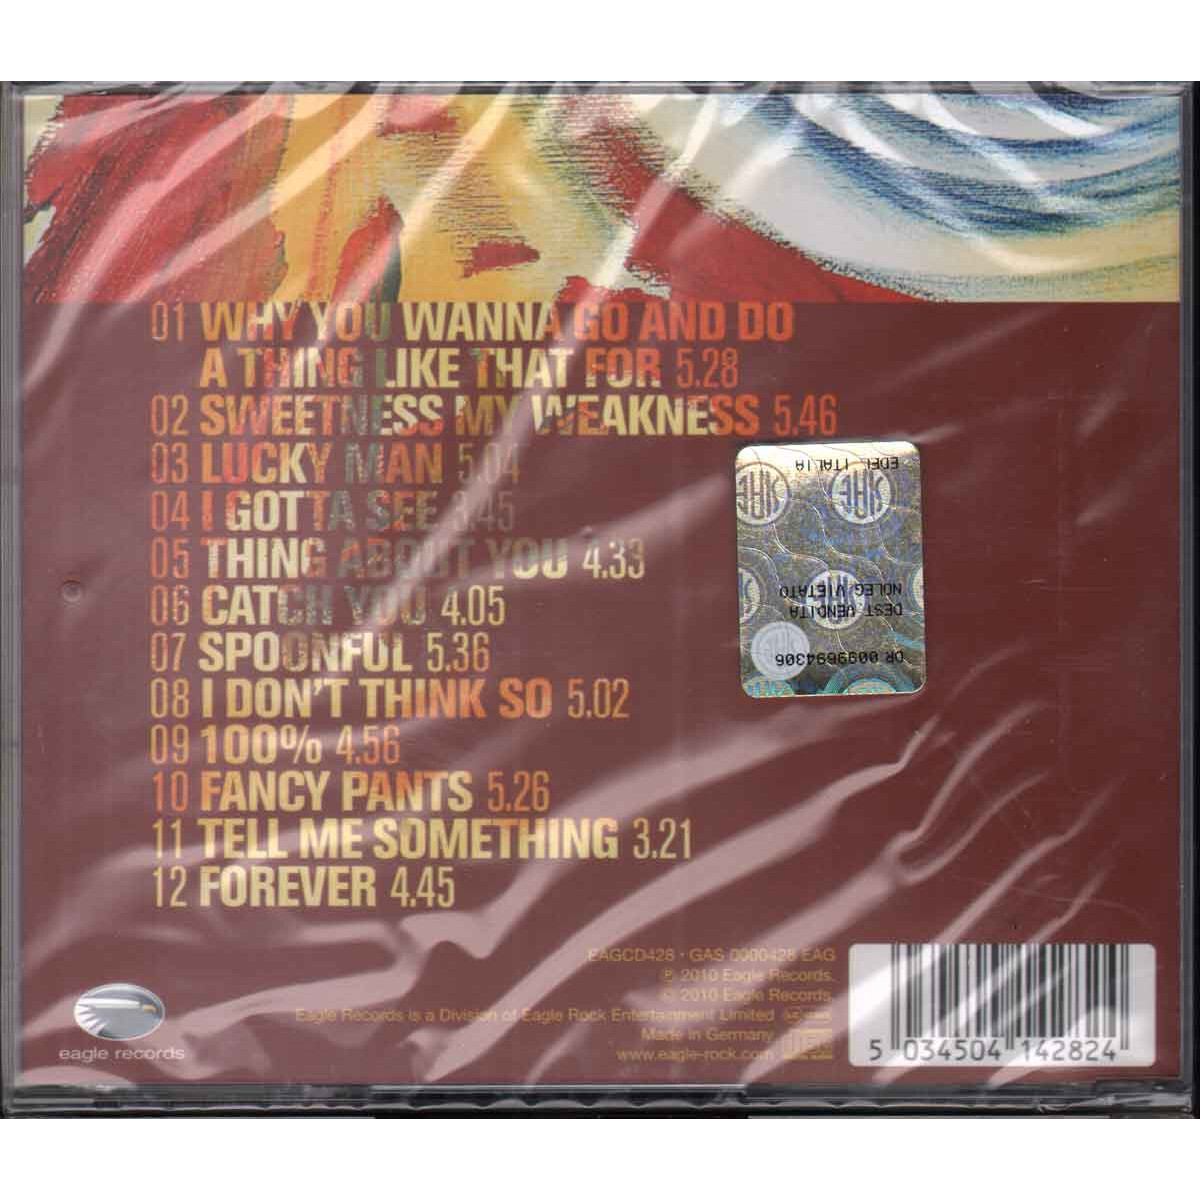 01 WHY YOU WANNA GO AND DO
A THING LIKE THAT FOR 5.28
02 SWEETNESS MY WEAKNESS 5.46
03 LUCKY MAN 5.04
04 I GOTTA SEE 3.45
05 THING ABOUT YOU 4.33
06 CATCH YOU 4.05
07 SPOONFUL 5.36
08 I DON'T THINK SO 5.02
09 100% 4.56
10 FANCY PANTS 5.26
11 TELL ME SOMETHING 3.21
12 FOREVER 4.45
EDEL ITALIA
SIAE SIAE
NOLEG VIETATO
DEST VENDITA
DR 0099694306
EAGCD428 · GAS 0000428 EAG
℗ 2010 Eagle Records.
© 2010 Eagle Records.
Eagle Records is a Division of Eagle Rock Entertainment Limited
Made in Germany
www.eagle-rock.com
eagle records
5 034504 142824